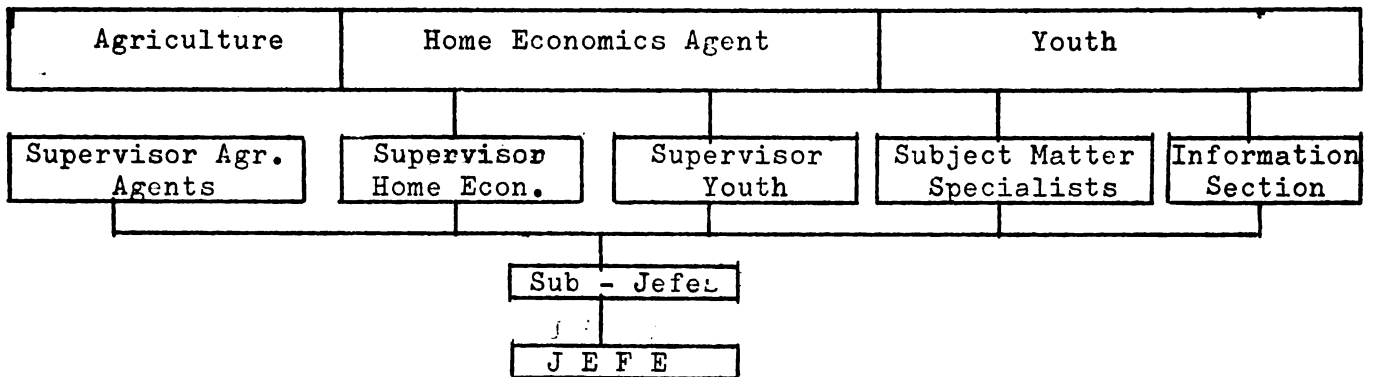 Agriculture
Home Economics Agent
Youth
Supervisor Agr.
Agents
Supervisor
Home Econ.
Supervisor
Youth
Subject Matter
Specialists
Information
Section
Sub - Jefe
J E F E